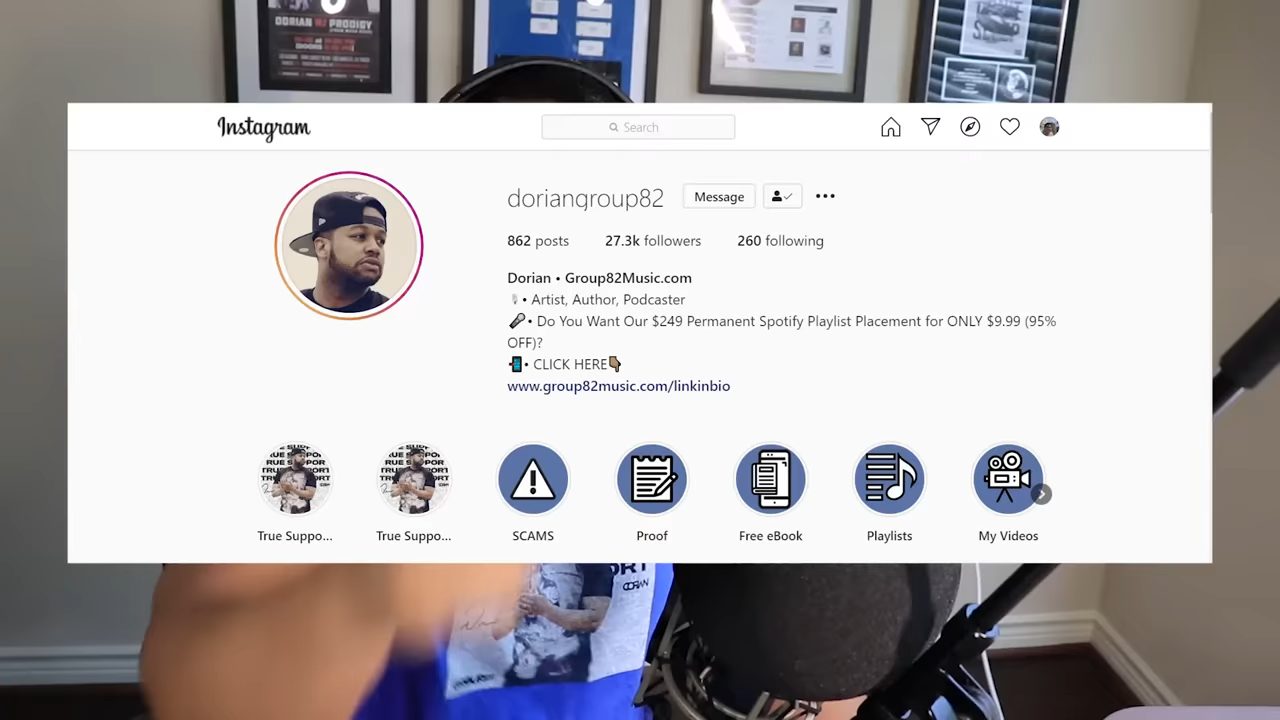 DORIAN W/ PRODIGY
Instagram
Search
doriangroup82
Message
862 posts
27.3k followers
260 following
Dorian • Group82Music.com
• Artist, Author, Podcaster
• Do You Want Our $249 Permanent Spotify Playlist Placement for ONLY $9.99 (95%
OFF)?
• CLICK HERE
www.group82music.com/linkinbio
True Suppo...
True Suppo...
SCAMS
Proof
Free eBook
Playlists
My Videos
DORIAN